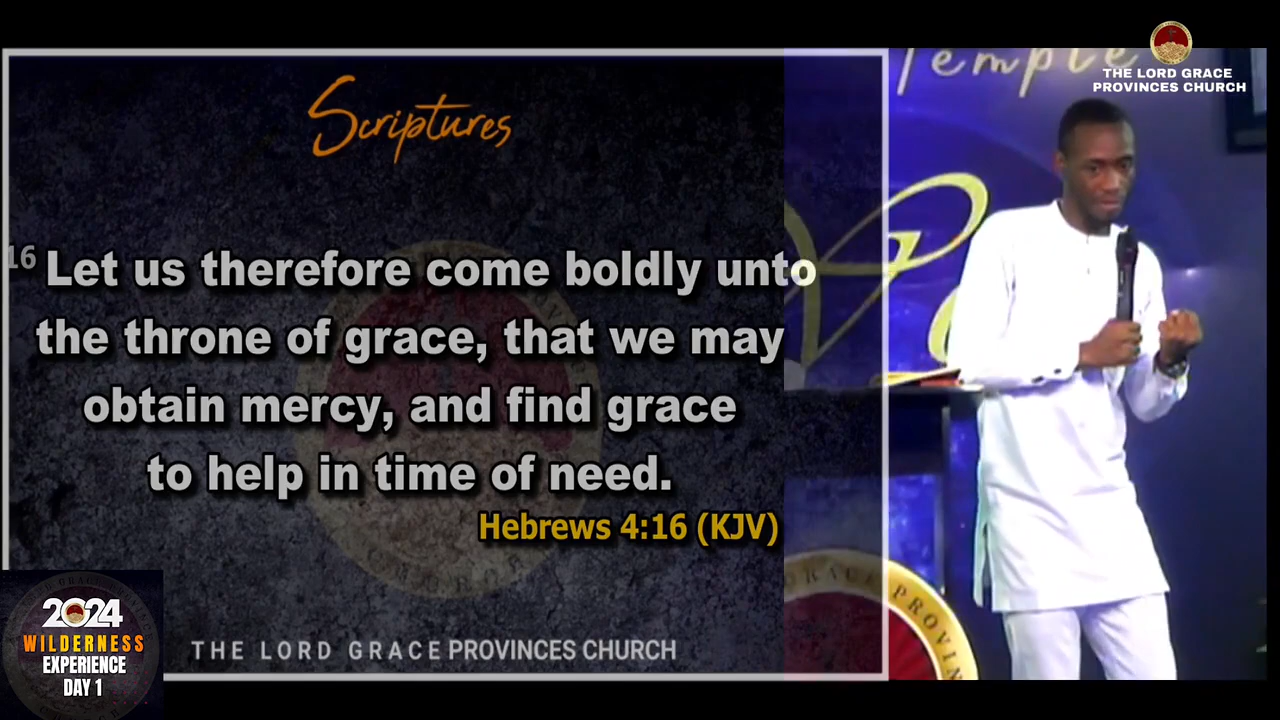 Scriptures
Temple
THE LORD GRACE
PROVINCES CHURCH
16 Let us therefore come boldly unto
the throne of grace, that we may
obtain mercy, and find grace
to help in time of need.
Hebrews 4:16 (KJV)
2024
WILDERNESS
EXPERIENCE
DAY 1
THE LORD GRACE PROVINCES CHURCH
GRACE PROVIN